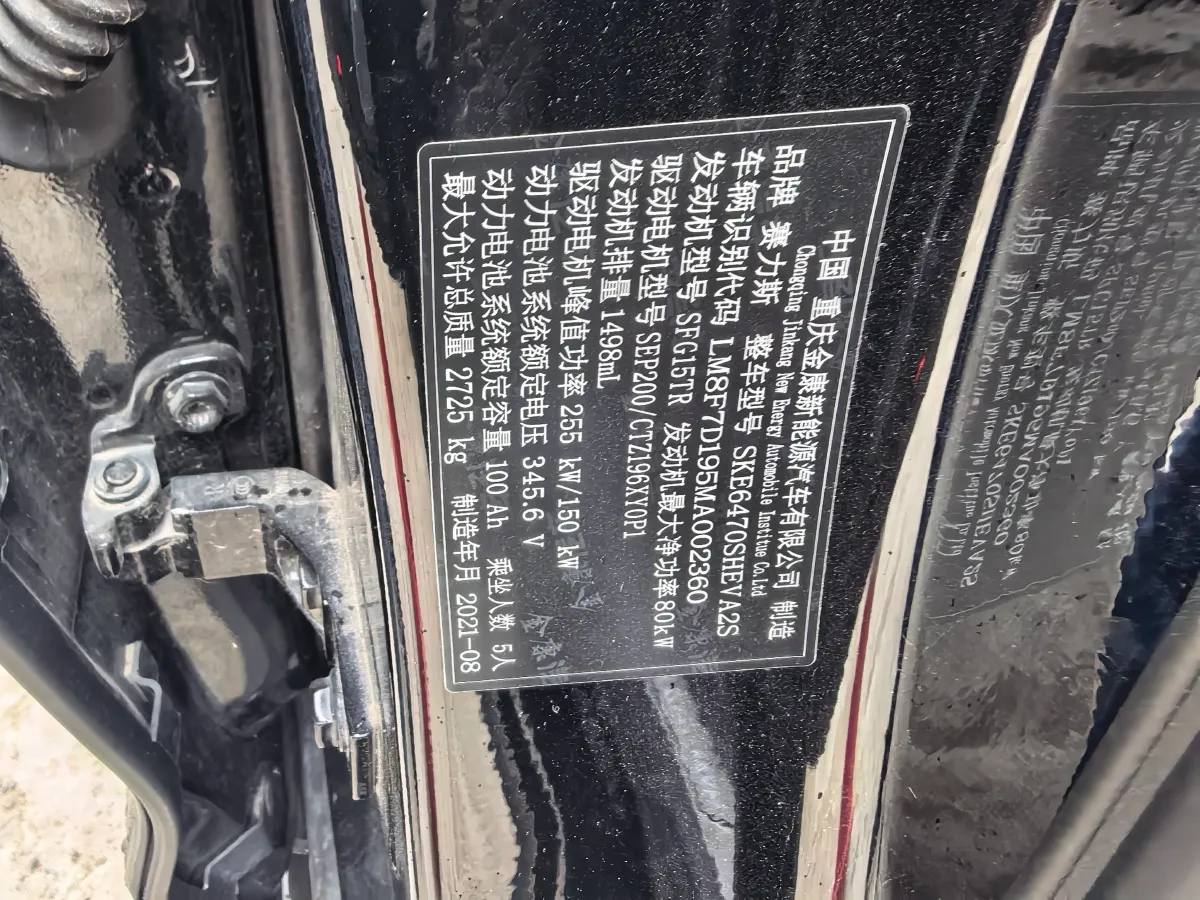 中国 重庆金康新能源汽车有限公司 制造
Chongqing Jinkang New Energy Automobile Institue Co.Ltd
品牌 赛力斯 整车型号 SKE6470SHEVA2S
车辆识别代码 LM8F7D195MA002360
发动机型号 SFG15TR 发动机最大净功率80kW
驱动电机型号 SEP200/CTZ196XY0P1
发动机排量 1498mL
驱动电机峰值功率 255 kW/150 kW
动力电池系统额定电压 345.6 V
动力电池系统额定容量 100 Ah 乘坐人数 5人
最大允许总质量 2725 kg 制造年月 2021-08